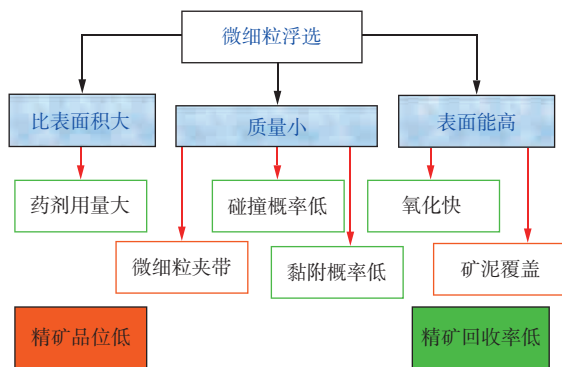 微细粒浮选
比表面积大
质量小
表面能高
药剂用量大
碰撞概率低
氧化快
微细粒夹带
黏附概率低
矿泥覆盖
精矿品位低
精矿回收率低